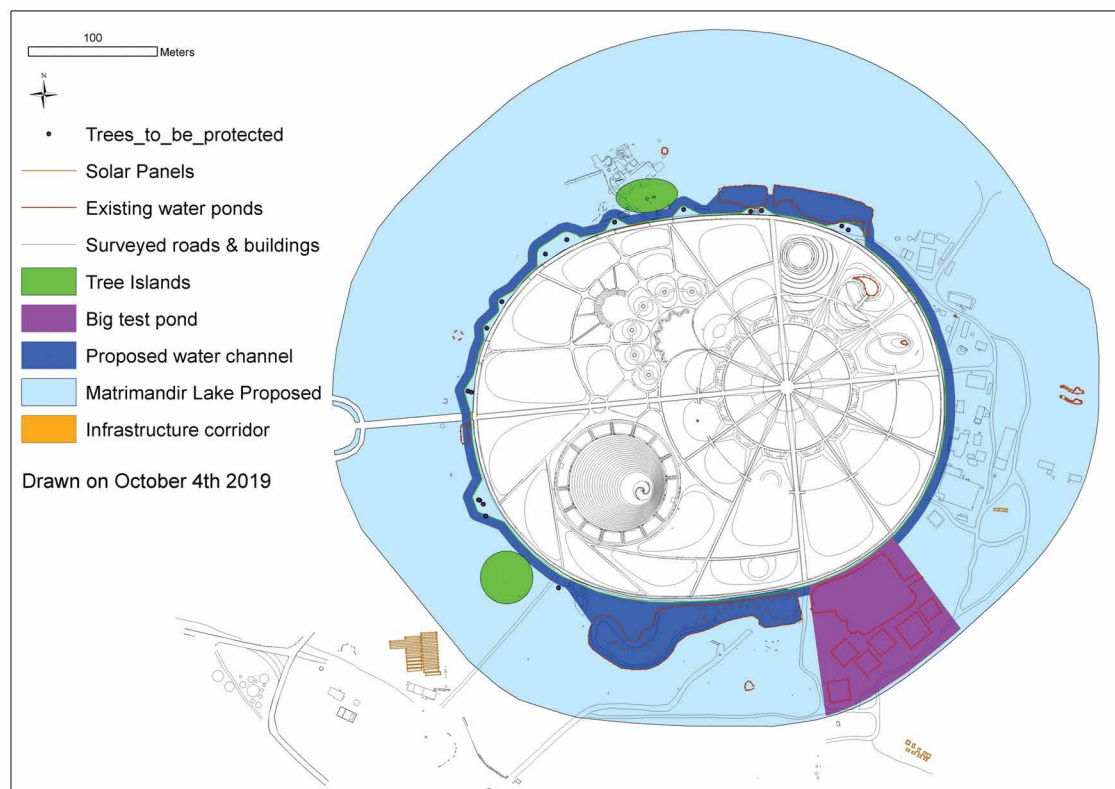 100
Meters
N
Trees_to_be_protected
Solar Panels
Existing water ponds
Surveyed roads & buildings
Tree Islands
Big test pond
Proposed water channel
Matrimandir Lake Proposed
Infrastructure corridor
Drawn on October 4th 2019